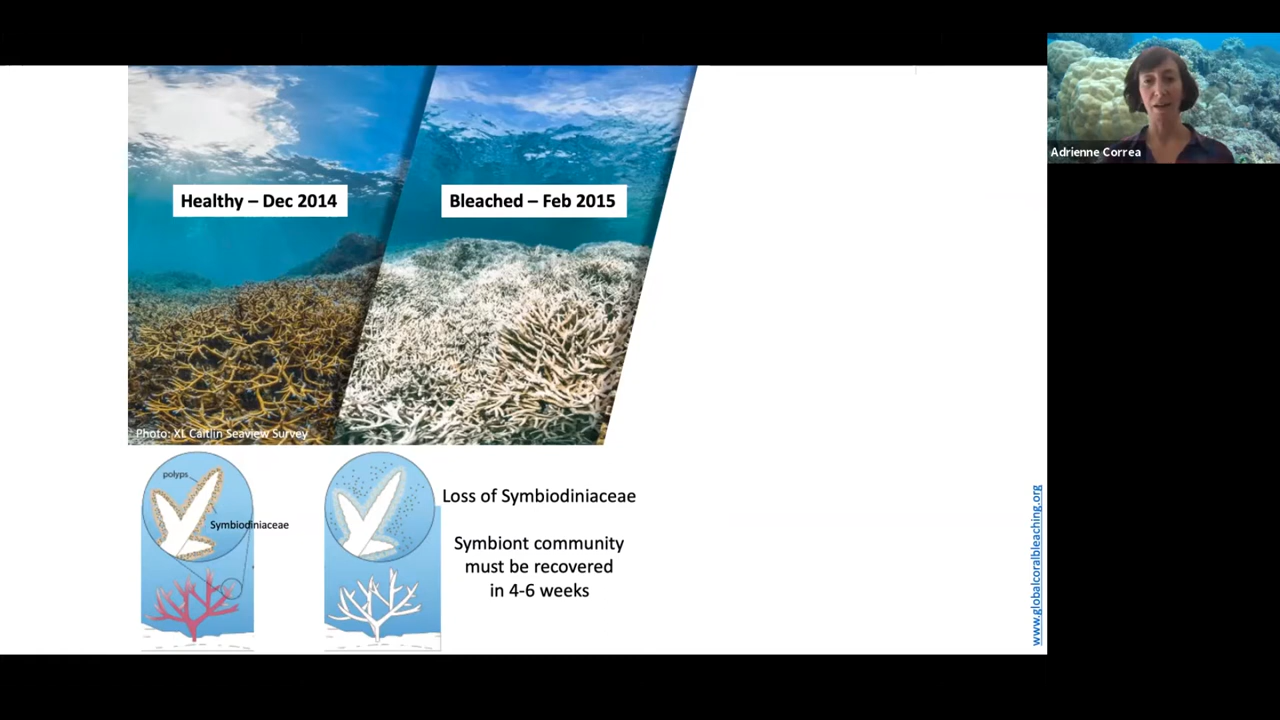 Healthy – Dec 2014
Bleached – Feb 2015
Adrienne Correa
Photo: XL Caitlin Seaview Survey
polyps
Symbiodiniaceae
Loss of Symbiodiniaceae
Symbiont community
must be recovered
in 4-6 weeks
www.globalcoralbleaching.org